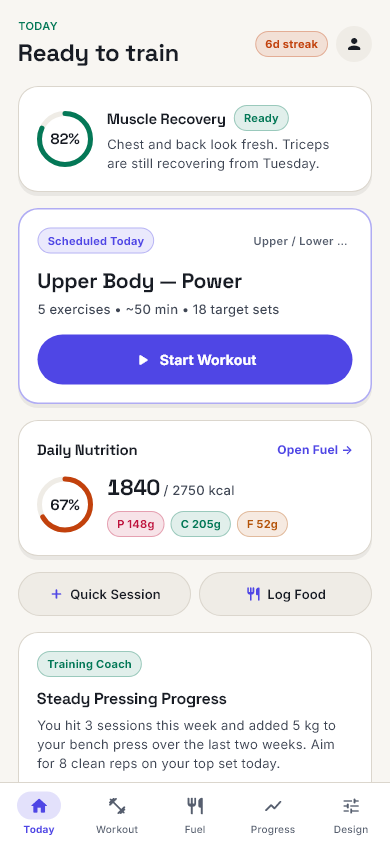 TODAY
Ready to train
6d streak
82%
Muscle Recovery
Ready
Chest and back look fresh. Triceps
are still recovering from Tuesday.
Scheduled Today
Upper / Lower ...
Upper Body — Power
5 exercises • ~50 min • 18 target sets
Start Workout
Daily Nutrition
Open Fuel →
67%
1840 / 2750 kcal
P 148g
C 205g
F 52g
Quick Session
Log Food
Training Coach
Steady Pressing Progress
You hit 3 sessions this week and added 5 kg to
your bench press over the last two weeks. Aim
for 8 clean reps on your top set today.
Today
Workout
Fuel
Progress
Design